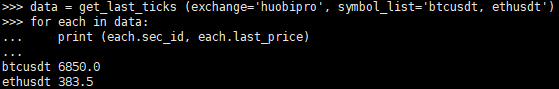 >>> data = get_last_ticks (exchange='huobipro', symbol_list='btcusdt, ethusdt')
>>> for each in data:
...     print (each.sec_id, each.last_price)
...
btcusdt 6850.0
ethusdt 383.5